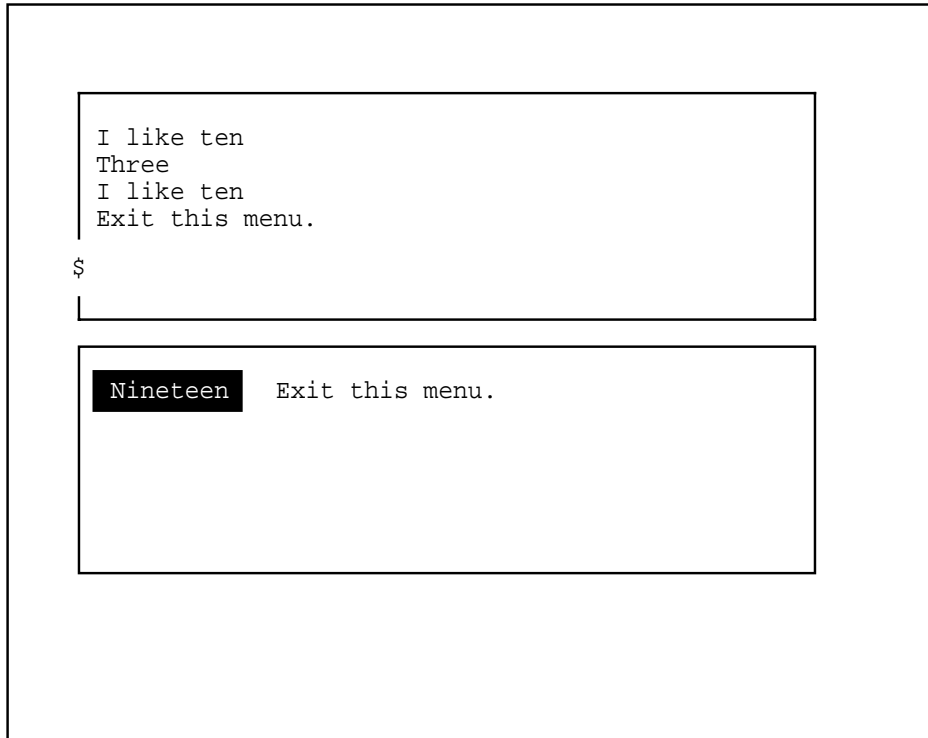 I like ten
Three
I like ten
Exit this menu.
$
Nineteen Exit this menu.